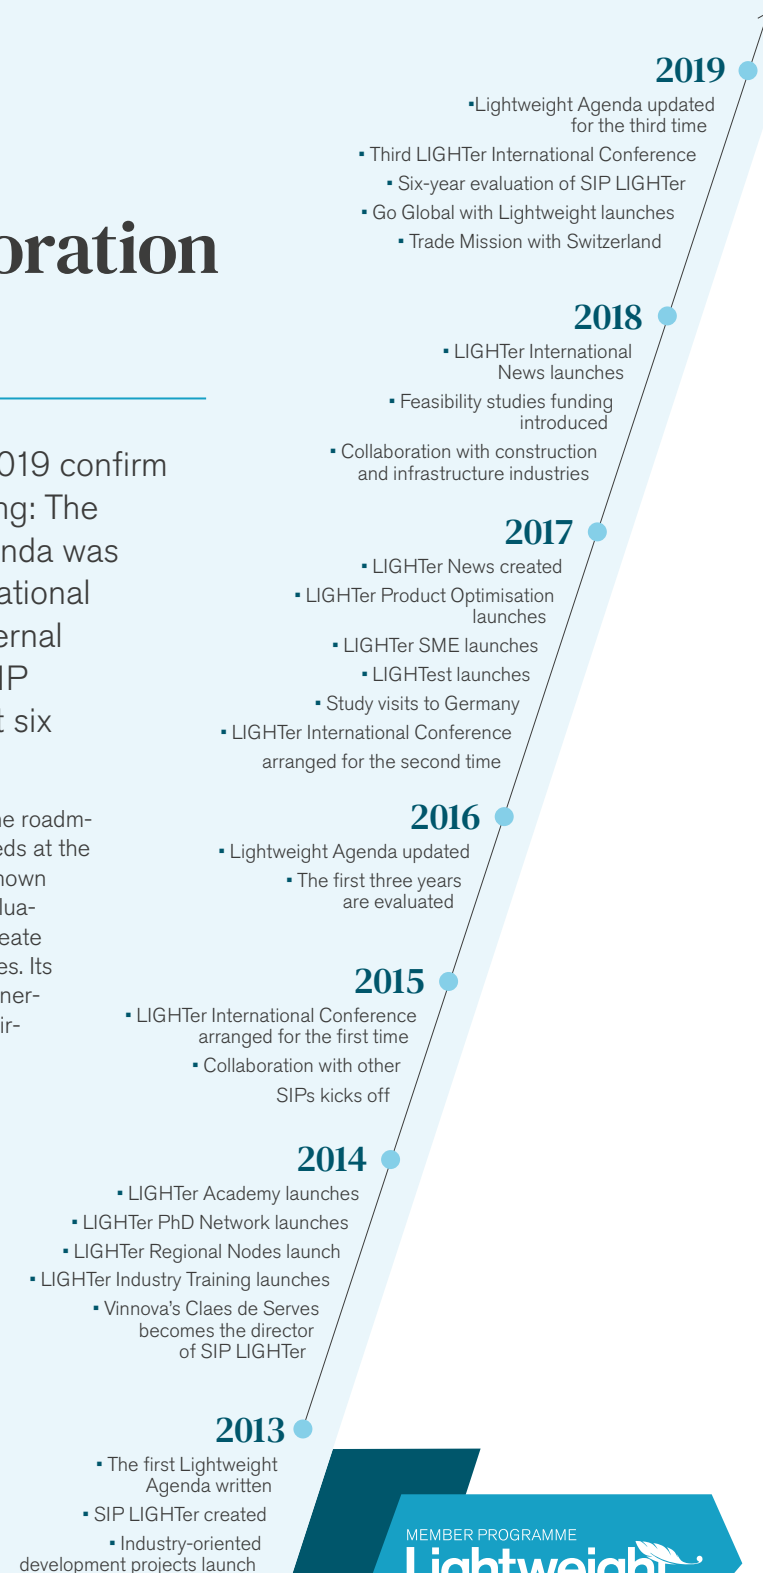 oration
019 confirm
ng: The
nda was
ational
ernal
IP
t six
ne roadm-
eds at the
nown
lua-
eate
es. Its
ner-
ir-
2019
▪Lightweight Agenda updated
for the third time
▪ Third LIGHTer International Conference
▪ Six-year evaluation of SIP LIGHTer
▪ Go Global with Lightweight launches
▪ Trade Mission with Switzerland
2018
▪ LIGHTer International
News launches
▪ Feasibility studies funding
introduced
▪ Collaboration with construction
and infrastructure industries
2017
▪ LIGHTer News created
▪ LIGHTer Product Optimisation
launches
▪ LIGHTer SME launches
▪ LIGHTest launches
▪ Study visits to Germany
▪ LIGHTer International Conference
arranged for the second time
2016
▪ Lightweight Agenda updated
▪ The first three years
are evaluated
2015
▪ LIGHTer International Conference
arranged for the first time
▪ Collaboration with other
SIPs kicks off
2014
▪ LIGHTer Academy launches
▪ LIGHTer PhD Network launches
▪ LIGHTer Regional Nodes launch
▪ LIGHTer Industry Training launches
▪ Vinnova's Claes de Serves
becomes the director
of SIP LIGHTer
2013
▪ The first Lightweight
Agenda written
▪ SIP LIGHTer created
▪ Industry-oriented
development projects launch
MEMBER PROGRAMME
Lightweight